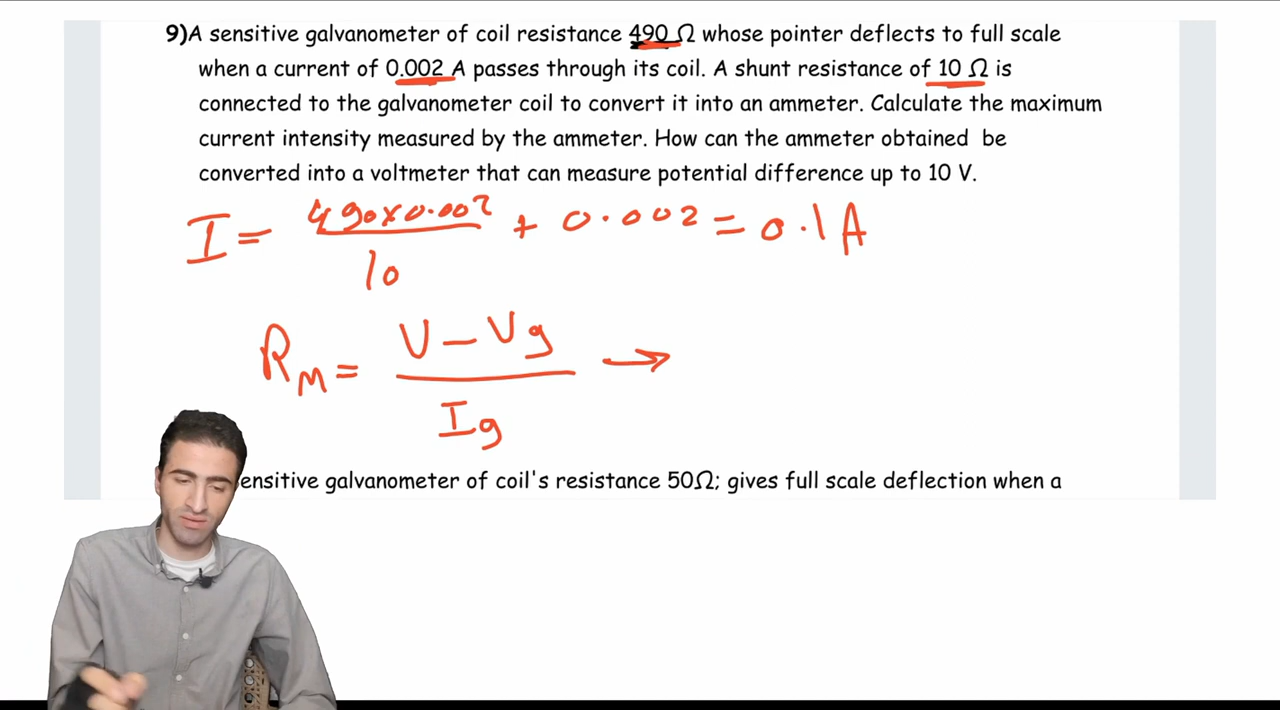 9)A sensitive galvanometer of coil resistance 490 Ω whose pointer deflects to full scale
when a current of 0.002 A passes through its coil. A shunt resistance of 10 Ω is
connected to the galvanometer coil to convert it into an ammeter. Calculate the maximum
current intensity measured by the ammeter. How can the ammeter obtained be
converted into a voltmeter that can measure potential difference up to 10 V.
I = 490×0.002 / 10 + 0.002 = 0.1 A
RM = V - Vg / Ig →
ensitive galvanometer of coil's resistance 50Ω; gives full scale deflection when a